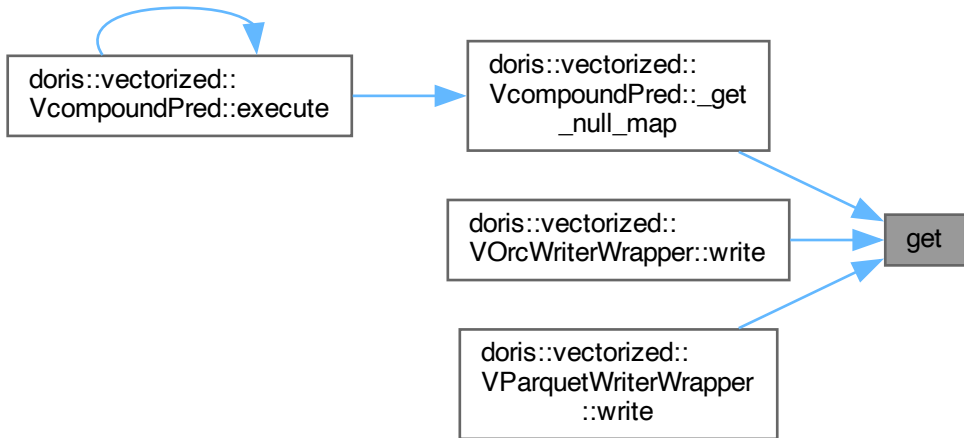 doris::vectorized::
VcompoundPred::execute
doris::vectorized::
VcompoundPred::_get
_null_map
doris::vectorized::
VOrcWriterWrapper::write
get
doris::vectorized::
VParquetWriterWrapper
::write